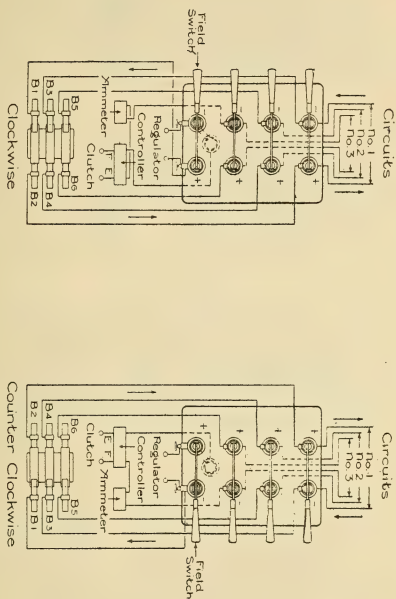 Circuits
No.1
No.2
No.3
Field
Switch
Regulator
Controller
Ammeter
F E
Clutch
B5 B6
B3 B4
B1 B2
Clockwise
Circuits
No.1
No.2
No.3
Field
Switch
Regulator
Controller
E F
Ammeter
Clutch
B6 B5
B4 B3
B2 B1
Counter Clockwise